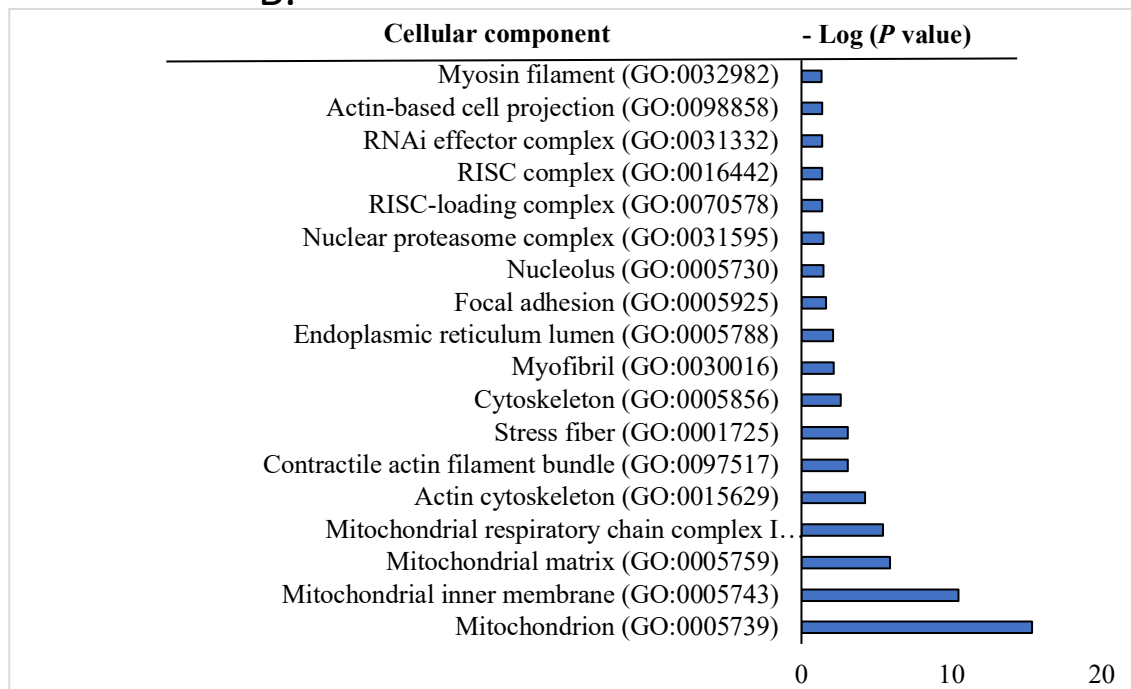 B.
Cellular component - Log (P value)
Myosin filament (GO:0032982)
Actin-based cell projection (GO:0098858)
RNAi effector complex (GO:0031332)
RISC complex (GO:0016442)
RISC-loading complex (GO:0070578)
Nuclear proteasome complex (GO:0031595)
Nucleolus (GO:0005730)
Focal adhesion (GO:0005925)
Endoplasmic reticulum lumen (GO:0005788)
Myofibril (GO:0030016)
Cytoskeleton (GO:0005856)
Stress fiber (GO:0001725)
Contractile actin filament bundle (GO:0097517)
Actin cytoskeleton (GO:0015629)
Mitochondrial respiratory chain complex I…
Mitochondrial matrix (GO:0005759)
Mitochondrial inner membrane (GO:0005743)
Mitochondrion (GO:0005739)
0 10 20